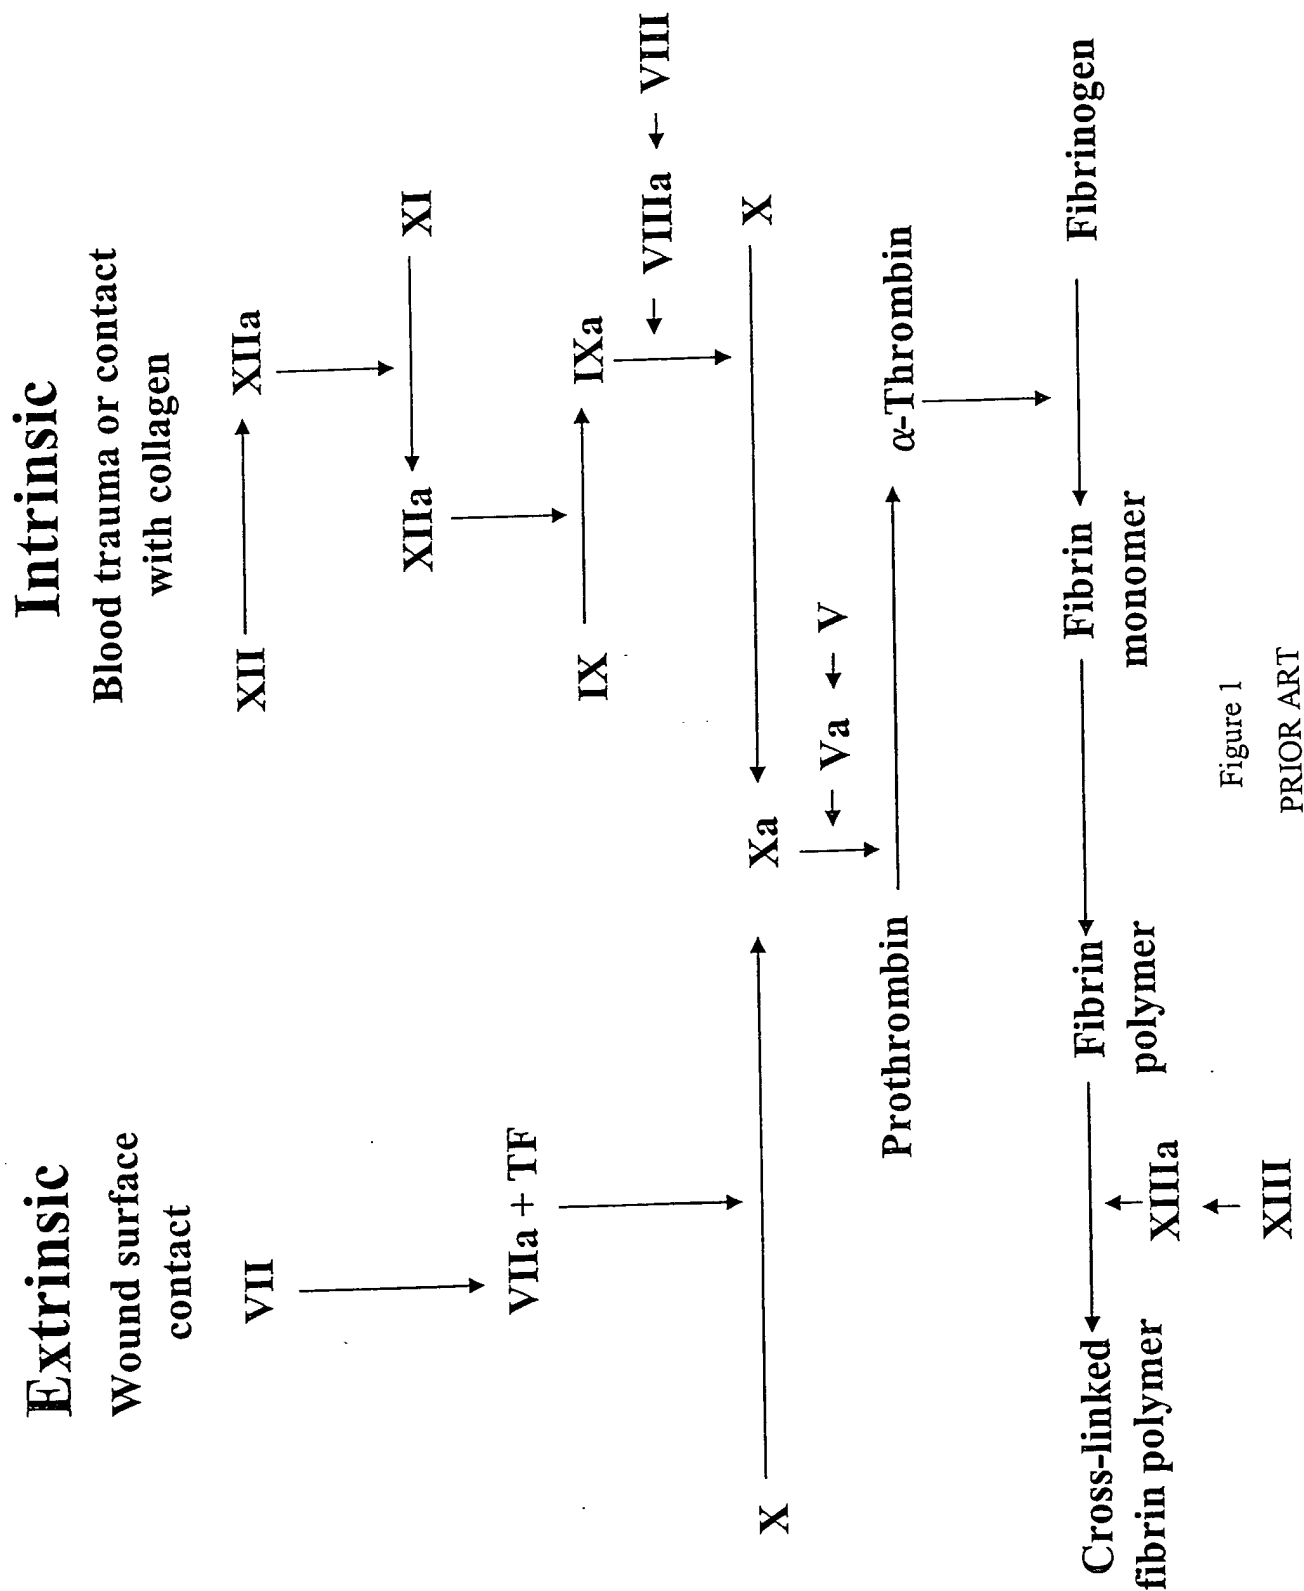 Extrinsic
Wound surface
contact
Intrinsic
Blood trauma or contact
with collagen
VII
XII
XIIa
XIIa
XI
VIIa + TF
IX
IXa
VIIIa
VIII
X
Xa
X
Va
V
Prothrombin
α-Thrombin
Cross-linked
fibrin polymer
Fibrin
polymer
Fibrin
monomer
Fibrinogen
XIIIa
XIII
Figure 1
PRIOR ART